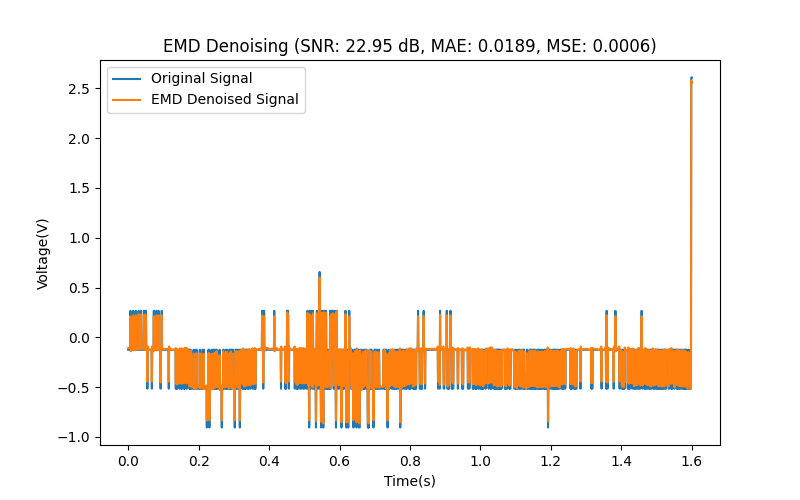 EMD Denoising (SNR: 22.95 dB, MAE: 0.0189, MSE: 0.0006)
Original Signal
EMD Denoised Signal
2.5
2.0
1.5
1.0
0.5
0.0
−0.5
−1.0
Voltage(V)
0.0 0.2 0.4 0.6 0.8 1.0 1.2 1.4 1.6
Time(s)